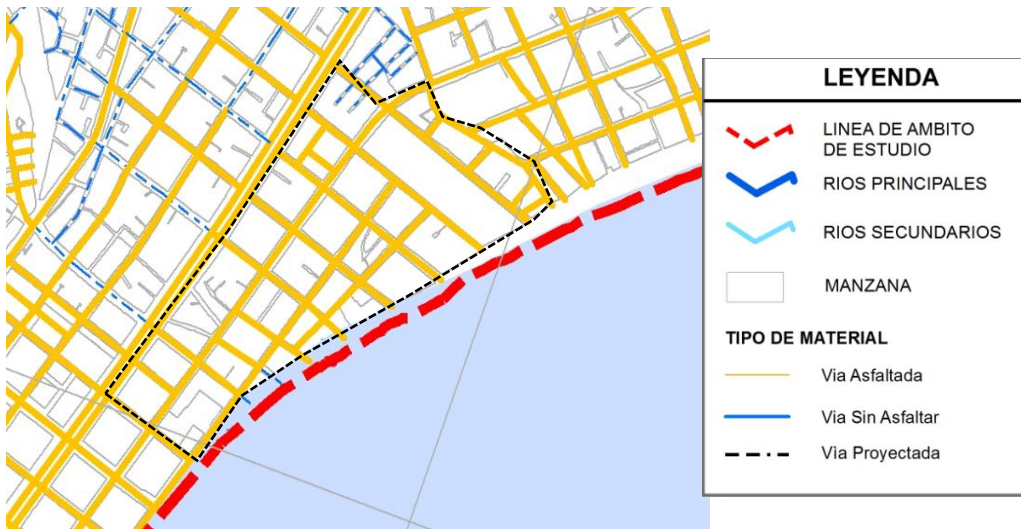 LEYENDA
LINEA DE AMBITO
DE ESTUDIO
RIOS PRINCIPALES
RIOS SECUNDARIOS
MANZANA
TIPO DE MATERIAL
Via Asfaltada
Via Sin Asfaltar
Vìa Proyectada